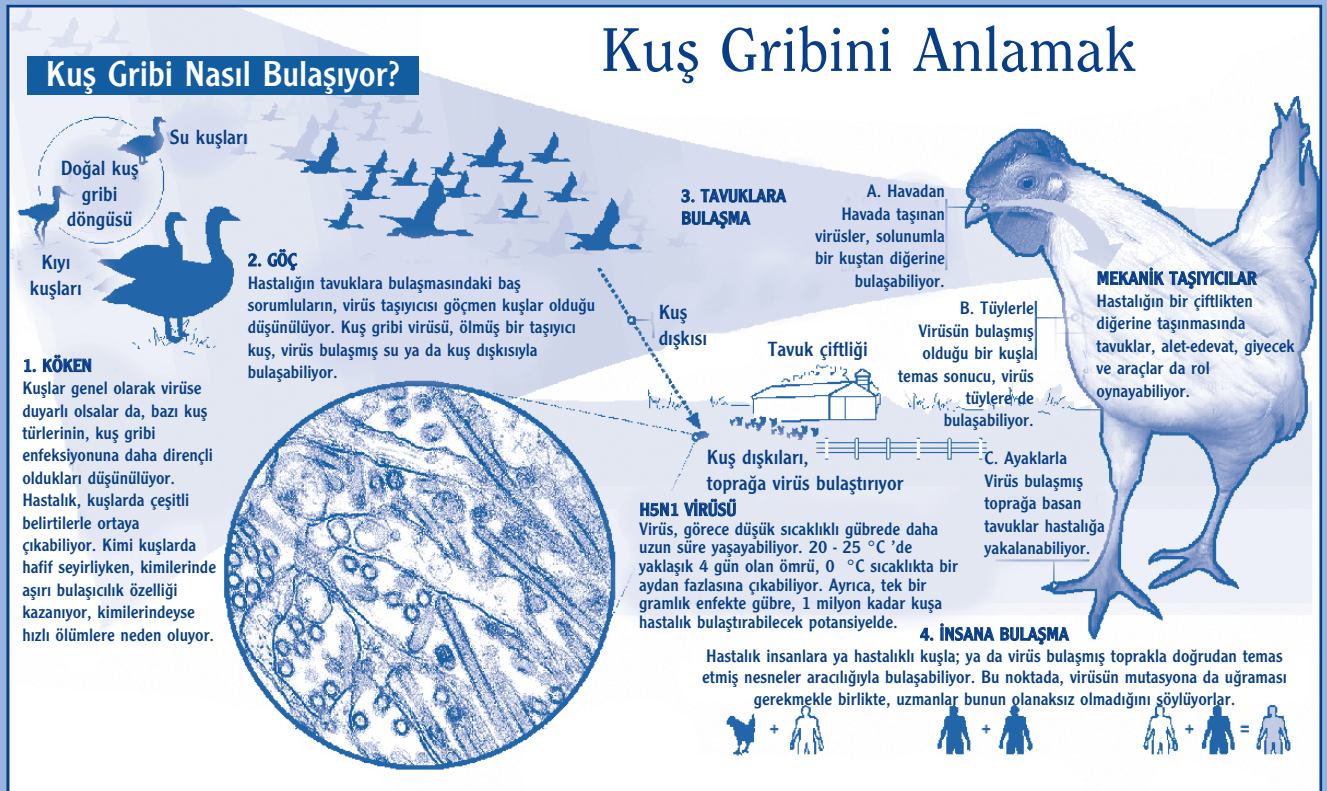 Kuş Gribini Anlamak
Kuş Gribi Nasıl Bulaşıyor?
Su kuşları
Doğal kuş
gribi
döngüsü
Kıyı
kuşları
1. KÖKEN
Kuşlar genel olarak virüse
duyarlı olsalar da, bazı kuş
türlerinin, kuş gribi
enfeksiyonuna daha dirençli
oldukları düşünülüyor.
Hastalık, kuşlarda çeşitli
belirtilerle ortaya
çıkabiliyor. Kimi kuşlarda
hafif seyirliyken, kimilerinde
aşırı bulaşıcılık özelliği
kazanıyor, kimilerindeyse
hızlı ölümlere neden oluyor.
2. GÖÇ
Hastalığın tavuklara bulaşmasındaki baş
sorumluların, virüs taşıyıcısı göçmen kuşlar olduğu
düşünülüyor. Kuş gribi virüsü, ölmüş bir taşıyıcı
kuş, virüs bulaşmış su ya da kuş dışkısıyla
bulaşabiliyor.
Kuş
dışkısı
Tavuk çiftliği
Kuş dışkıları,
toprağa virüs bulaştırıyor
H5N1 VİRÜSÜ
Virüs, görece düşük sıcaklıklı gübrede daha
uzun süre yaşayabiliyor. 20 - 25 °C 'de
yaklaşık 4 gün olan ömrü, 0 °C sıcaklıkta bir
aydan fazlasına çıkabiliyor. Ayrıca, tek bir
gramlık enfekte gübre, 1 milyon kadar kuşa
hastalık bulaştırabilecek potansiyelde.
3. TAVUKLARA
BULAŞMA
A. Havadan
Havada taşınan
virüsler, solunumla
bir kuştan diğerine
bulaşabiliyor.
B. Tüylerle
Virüsün bulaşmış
olduğu bir kuşla
temas sonucu, virüs
tüylere de
bulaşabiliyor.
C. Ayaklarla
Virüs bulaşmış
toprağa basan
tavuklar hastalığa
yakalanabiliyor.
MEKANİK TAŞIYICILAR
Hastalığın bir çiftlikten
diğerine taşınmasında
tavuklar, alet-edevat, giyecek
ve araçlar da rol
oynayabiliyor.
4. İNSANA BULAŞMA
Hastalık insanlara ya hastalıklı kuşla; ya da virüs bulaşmış toprakla doğrudan temas
etmiş nesneler aracılığıyla bulaşabiliyor. Bu noktada, virüsün mutasyona da uğraması
gerekmekle birlikte, uzmanlar bunun olanaksız olmadığını söylüyorlar.
+ + + =